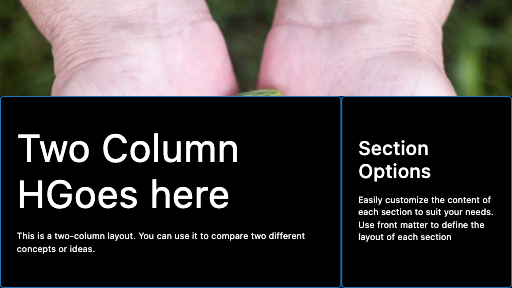 Two Column
HGoes here
This is a two-column layout. You can use it to compare two different
concepts or ideas.
Section
Options
Easily customize the content of
each section to suit your needs.
Use front matter to define the
layout of each section